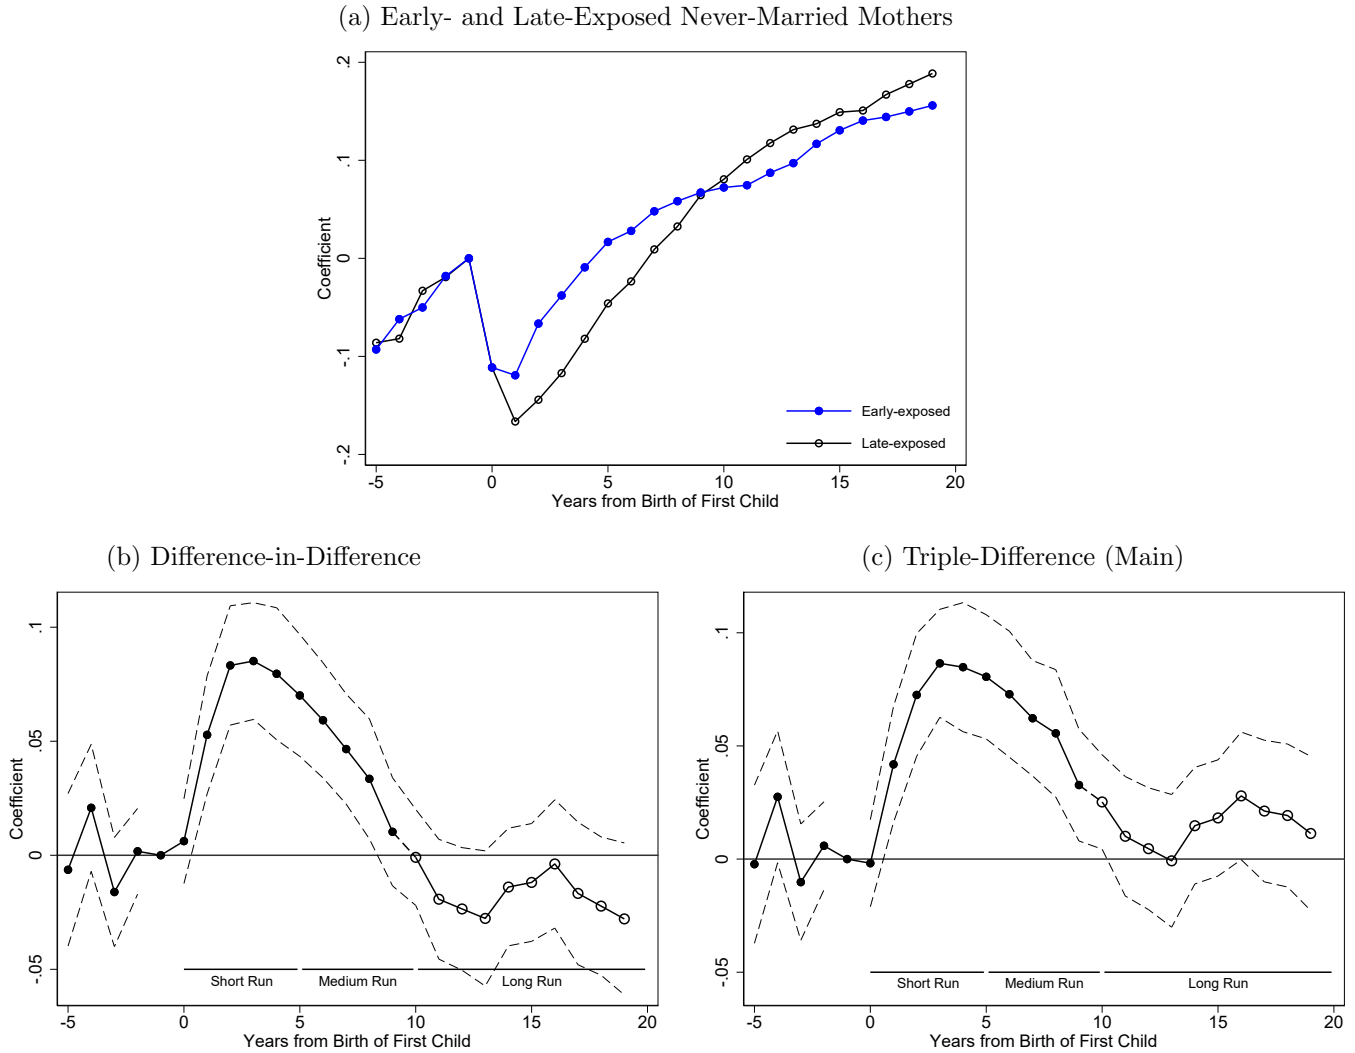 (a) Early- and Late-Exposed Never-Married Mothers
.2
.1
0
-.1
-.2
Coefficient
Early-exposed
Late-exposed
-5 0 5 10 15 20
Years from Birth of First Child
(b) Difference-in-Difference
.1
.05
0
-.05
Coefficient
Short Run Medium Run Long Run
-5 0 5 10 15 20
Years from Birth of First Child
(c) Triple-Difference (Main)
.1
.05
0
-.05
Coefficient
Short Run Medium Run Long Run
-5 0 5 10 15 20
Years from Birth of First Child